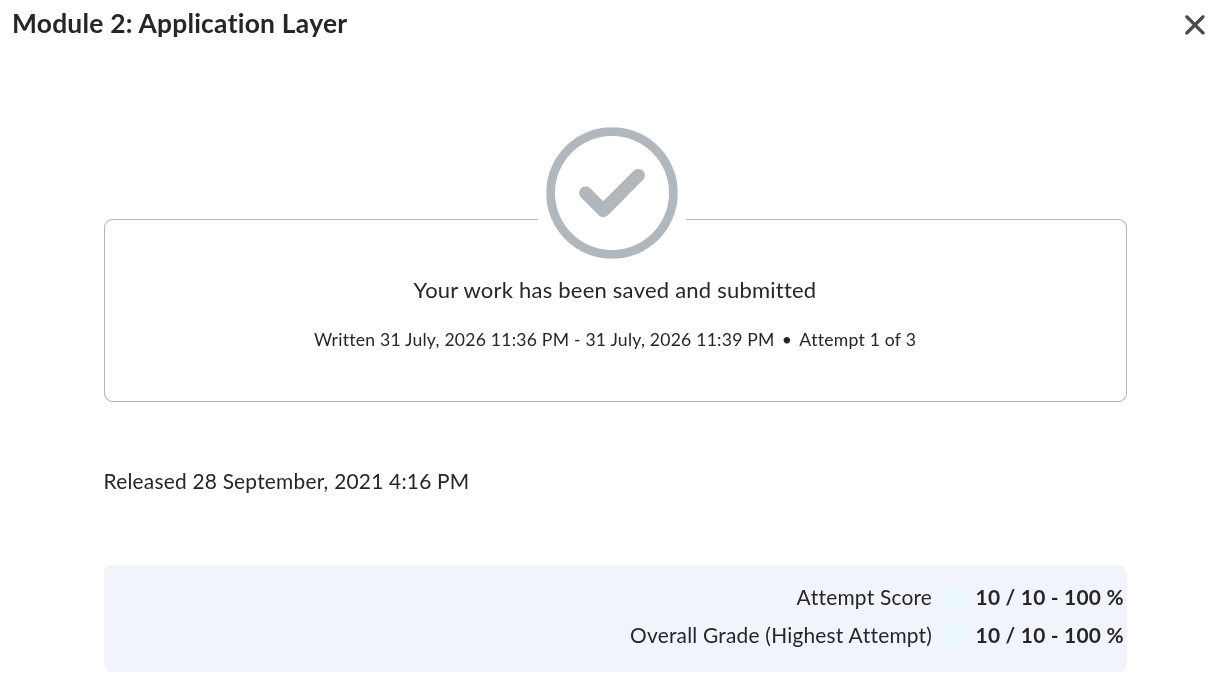 Module 2: Application Layer
Your work has been saved and submitted
Written 31 July, 2026 11:36 PM - 31 July, 2026 11:39 PM • Attempt 1 of 3
Released 28 September, 2021 4:16 PM
Attempt Score 10 / 10 - 100 %
Overall Grade (Highest Attempt) 10 / 10 - 100 %